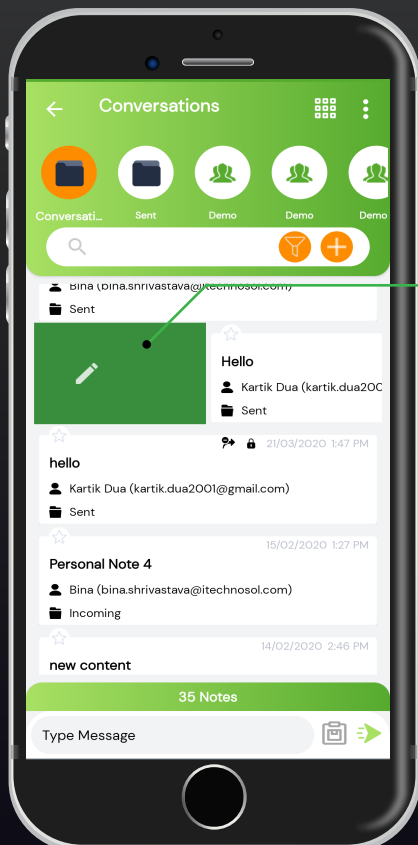 Conversations
Conversati...
Sent
Demo
Demo
Demo
Bina (bina.shrivastava@itechnosol.com)
Sent
Hello
Kartik Dua (kartik.dua200
Sent
21/03/2020 1:47 PM
hello
Kartik Dua (kartik.dua2001@gmail.com)
Sent
15/02/2020 1:27 PM
Personal Note 4
Bina (bina.shrivastava@itechnosol.com)
Incoming
14/02/2020 2:46 PM
new content
35 Notes
Type Message